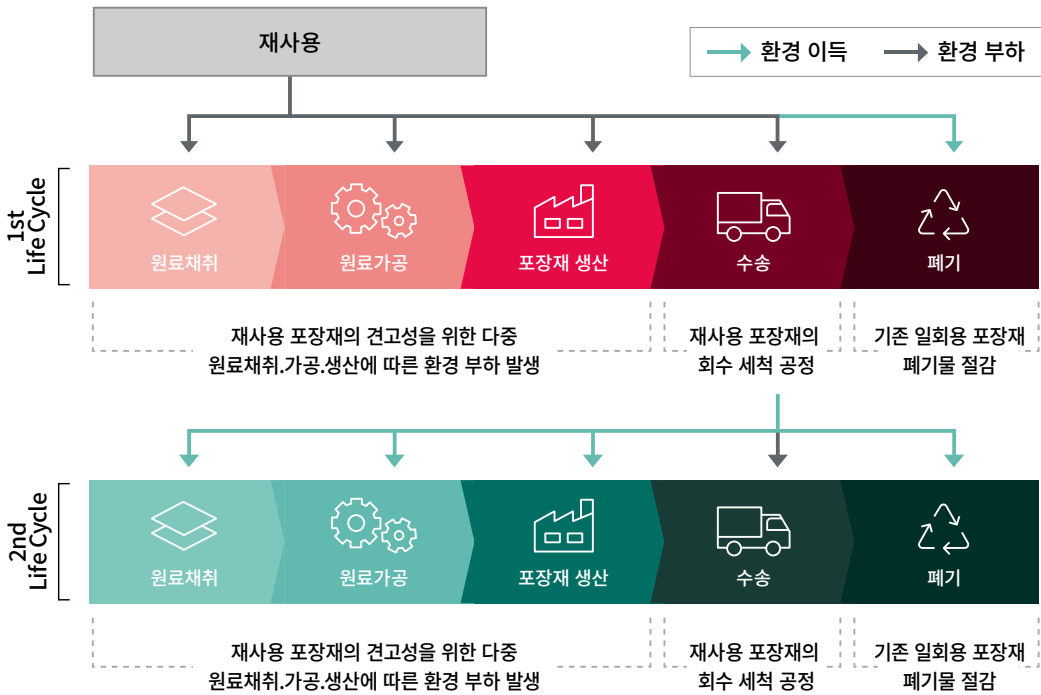 재사용
환경 이득
환경 부하
1st
Life Cycle
원료채취
원료가공
포장재 생산
수송
폐기
재사용 포장재의 견고성을 위한 다중
원료채취.가공.생산에 따른 환경 부하 발생
재사용 포장재의
회수 세척 공정
기존 일회용 포장재
폐기물 절감
2nd
Life Cycle
원료채취
원료가공
포장재 생산
수송
폐기
재사용 포장재의 견고성을 위한 다중
원료채취.가공.생산에 따른 환경 부하 발생
재사용 포장재의
회수 세척 공정
기존 일회용 포장재
폐기물 절감